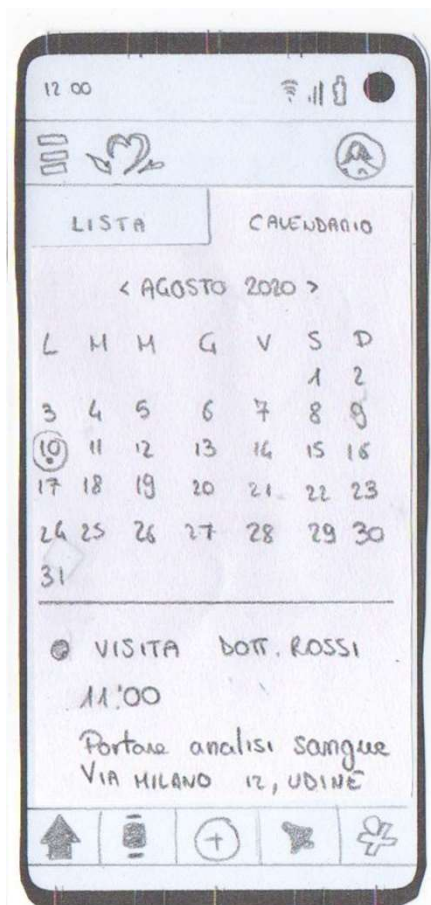 12 00
LISTA CALENDARIO
< AGOSTO 2020 >
L M M G V S D
1 2
3 4 5 6 7 8 9
10 11 12 13 14 15 16
17 18 19 20 21 22 23
24 25 26 27 28 29 30
31
VISITA DOTT. ROSSI
11:00
Portare analisi sangue
VIA MILANO 12, UDINE